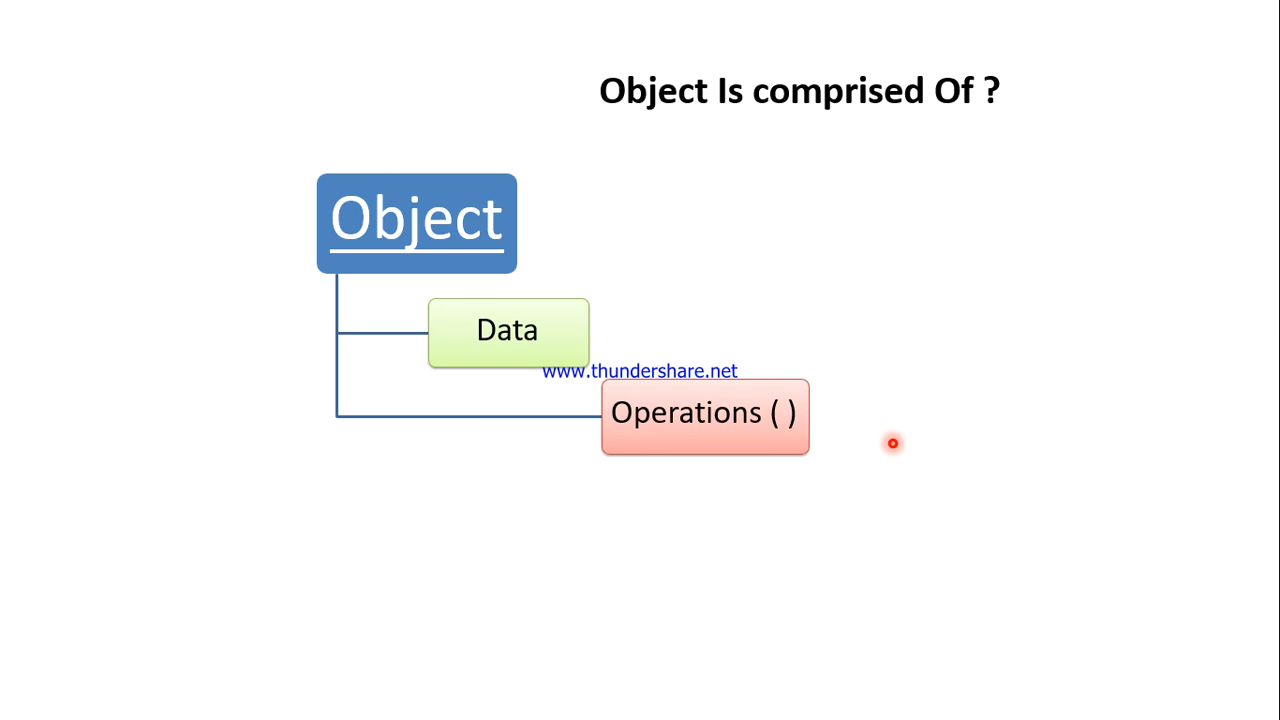 Object Is comprised Of ?
Object
Data
www.thundershare.net
Operations ( )